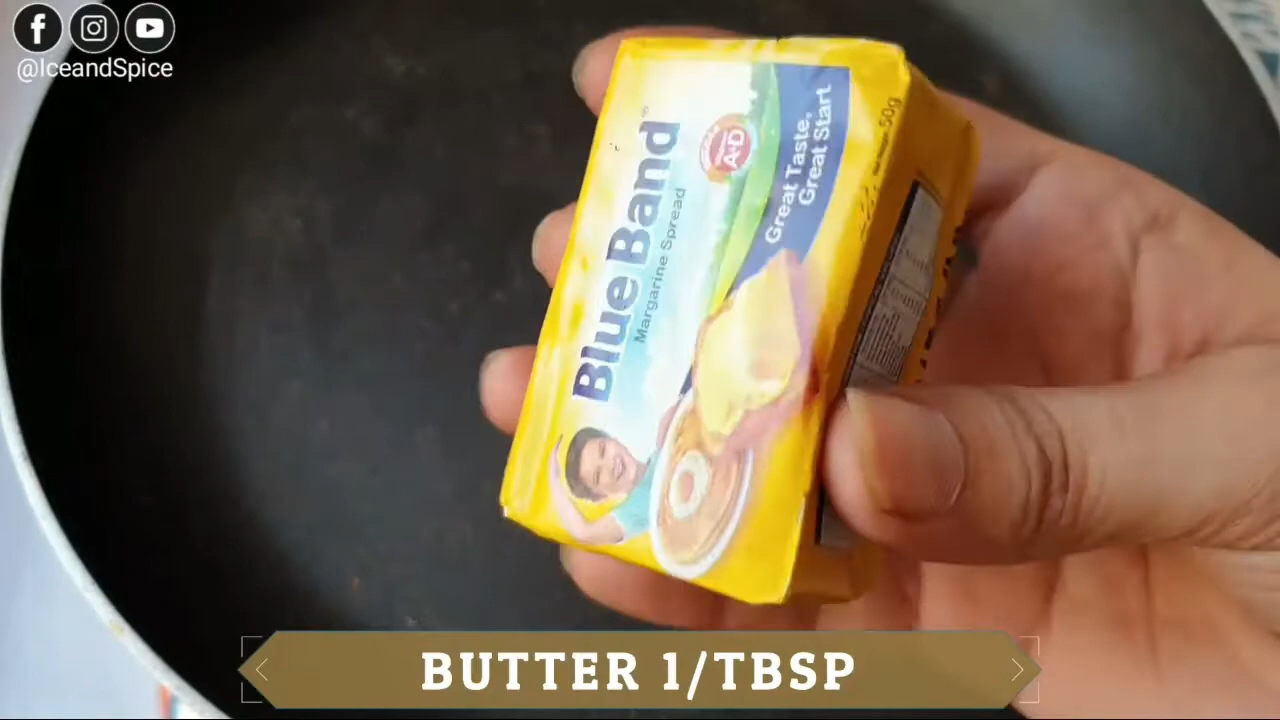 @IceandSpice
Blue Band
Margarine Spread
A+D
Great Taste,
Great Start
50g
BUTTER 1/TBSP